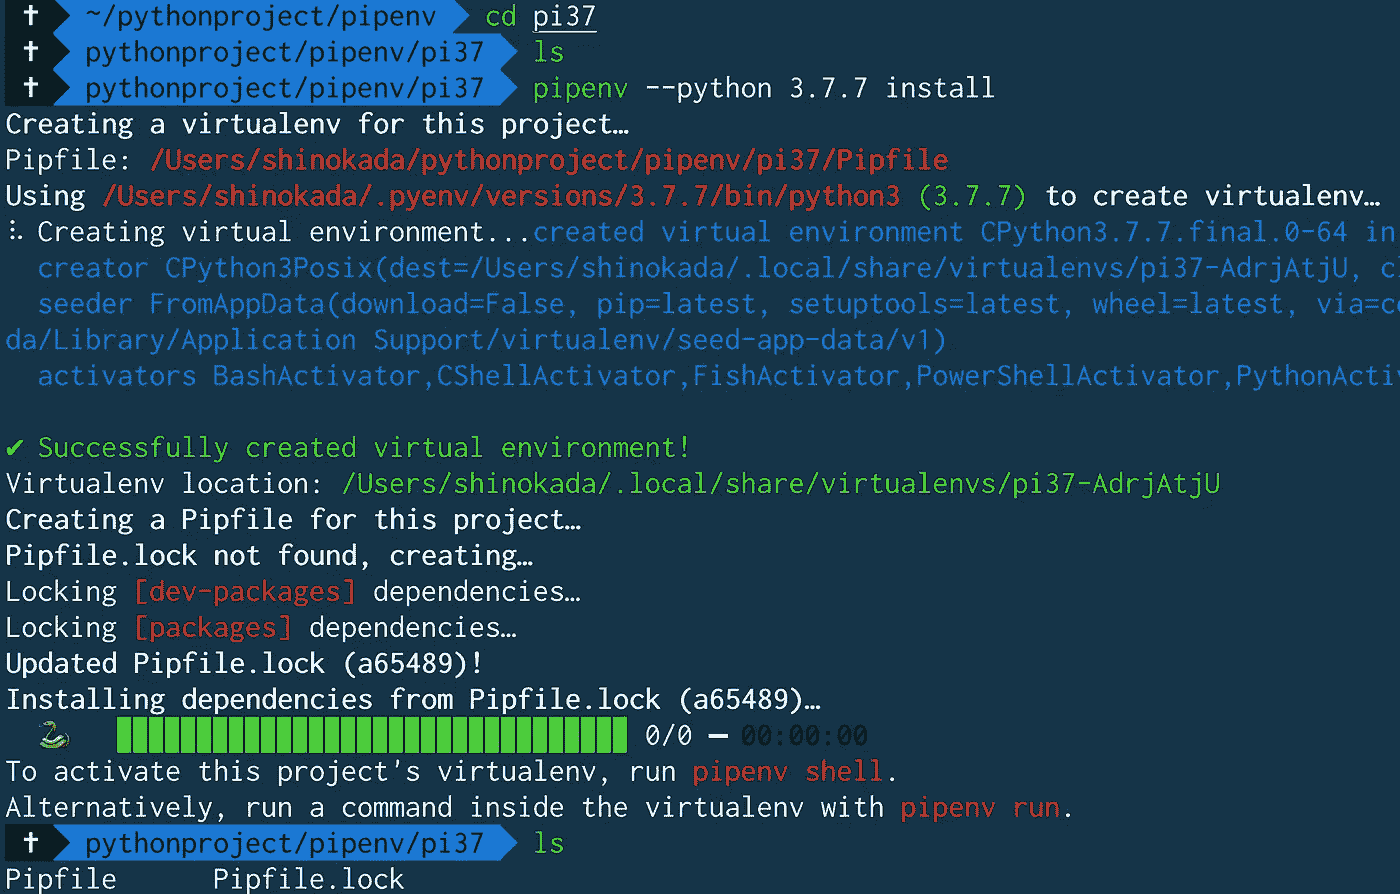 † ~/pythonproject/pipenv cd pi37
† pythonproject/pipenv/pi37 ls
† pythonproject/pipenv/pi37 pipenv --python 3.7.7 install
Creating a virtualenv for this project…
Pipfile: /Users/shinokada/pythonproject/pipenv/pi37/Pipfile
Using /Users/shinokada/.pyenv/versions/3.7.7/bin/python3 (3.7.7) to create virtualenv…
⠧ Creating virtual environment...created virtual environment CPython3.7.7.final.0-64 in
creator CPython3Posix(dest=/Users/shinokada/.local/share/virtualenvs/pi37-AdrjAtjU, cl
seeder FromAppData(download=False, pip=latest, setuptools=latest, wheel=latest, via=co
da/Library/Application Support/virtualenv/seed-app-data/v1)
activators BashActivator,CShellActivator,FishActivator,PowerShellActivator,PythonActiv
✔ Successfully created virtual environment!
Virtualenv location: /Users/shinokada/.local/share/virtualenvs/pi37-AdrjAtjU
Creating a Pipfile for this project…
Pipfile.lock not found, creating…
Locking [dev-packages] dependencies…
Locking [packages] dependencies…
Updated Pipfile.lock (a65489)!
Installing dependencies from Pipfile.lock (a65489)…
🐍 0/0 — 00:00:00
To activate this project's virtualenv, run pipenv shell.
Alternatively, run a command inside the virtualenv with pipenv run.
† pythonproject/pipenv/pi37 ls
Pipfile Pipfile.lock